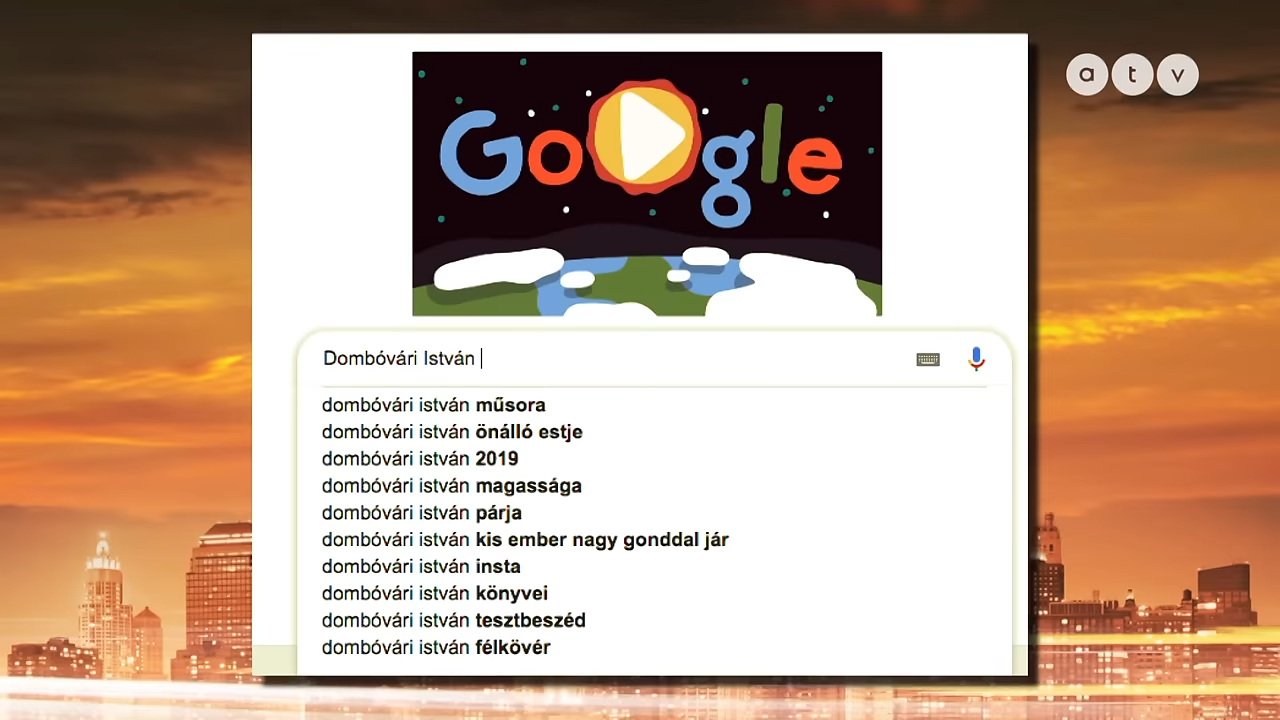 a t v
Google
Dombóvári István
dombóvári istván műsora
dombóvári istván önálló estje
dombóvári istván 2019
dombóvári istván magassága
dombóvári istván párja
dombóvári istván kis ember nagy gonddal jár
dombóvári istván insta
dombóvári istván könyvei
dombóvári istván tesztbeszéd
dombóvári istván félkövér